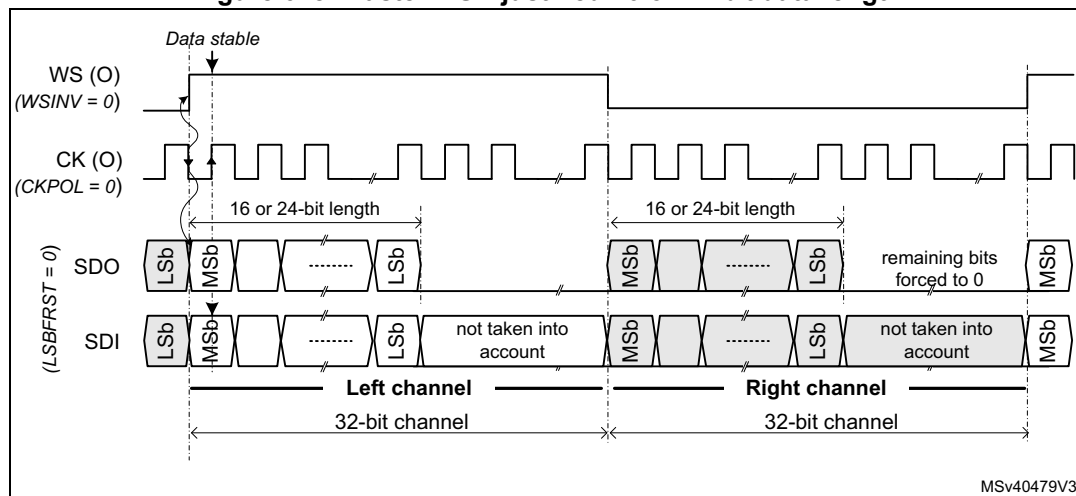 Data stable
WS (O)
(WSINV = 0)
CK (O)
(CKPOL = 0)
16 or 24-bit length
16 or 24-bit length
(LSBFRST = 0)
SDO
LSb
MSb
LSb
MSb
LSb
remaining bits
forced to 0
MSb
SDI
LSb
MSb
LSb
not taken into
account
MSb
LSb
not taken into
account
MSb
Left channel
Right channel
32-bit channel
32-bit channel
MSv40479V3